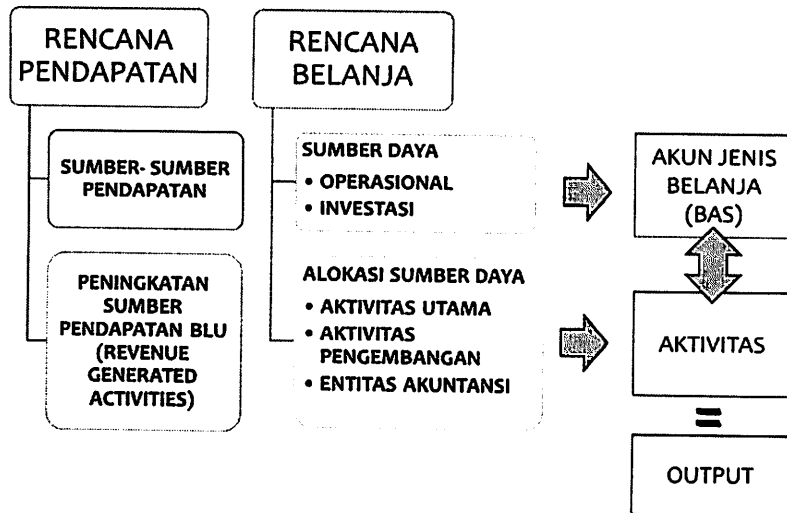 RENCANA
PENDAPATAN
SUMBER- SUMBER
PENDAPATAN
PENINGKATAN
SUMBER
PENDAPATAN BLU
(REVENUE
GENERATED
ACTIVITIES)
RENCANA
BELANJA
SUMBER DAYA
• OPERASIONAL
• INVESTASI
ALOKASI SUMBER DAYA
• AKTIVITAS UTAMA
• AKTIVITAS
PENGEMBANGAN
• ENTITAS AKUNTANSI
AKUN JENIS
BELANJA
(BAS)
AKTIVITAS
=
OUTPUT